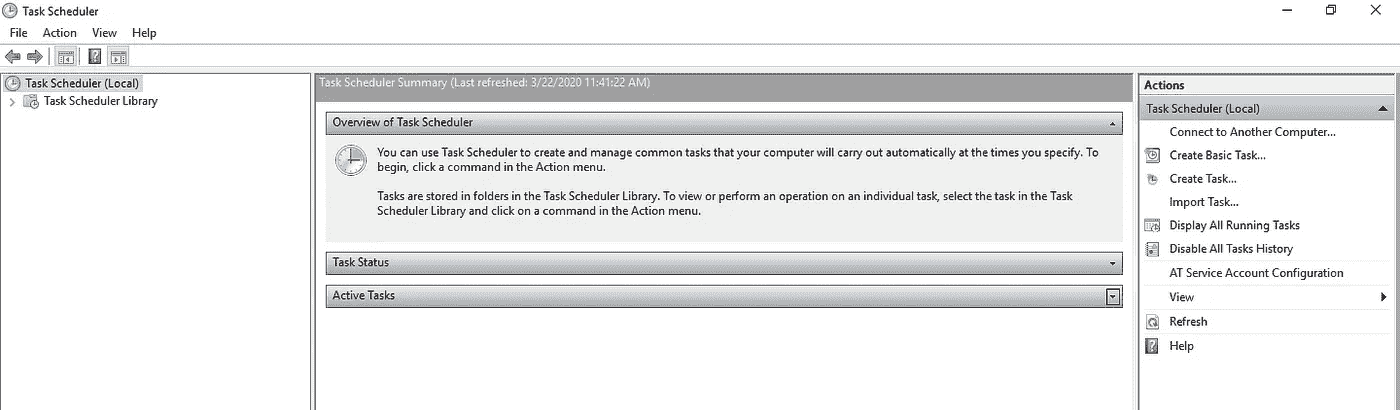 Task Scheduler
File Action View Help
Task Scheduler (Local)
Task Scheduler Library
Task Scheduler Summary (Last refreshed: 3/22/2020 11:41:22 AM)
Overview of Task Scheduler
You can use Task Scheduler to create and manage common tasks that your computer will carry out automatically at the times you specify. To
begin, click a command in the Action menu.
Tasks are stored in folders in the Task Scheduler Library. To view or perform an operation on an individual task, select the task in the Task
Scheduler Library and click on a command in the Action menu.
Task Status
Active Tasks
Actions
Task Scheduler (Local)
Connect to Another Computer...
Create Basic Task...
Create Task...
Import Task...
Display All Running Tasks
Disable All Tasks History
AT Service Account Configuration
View
Refresh
Help